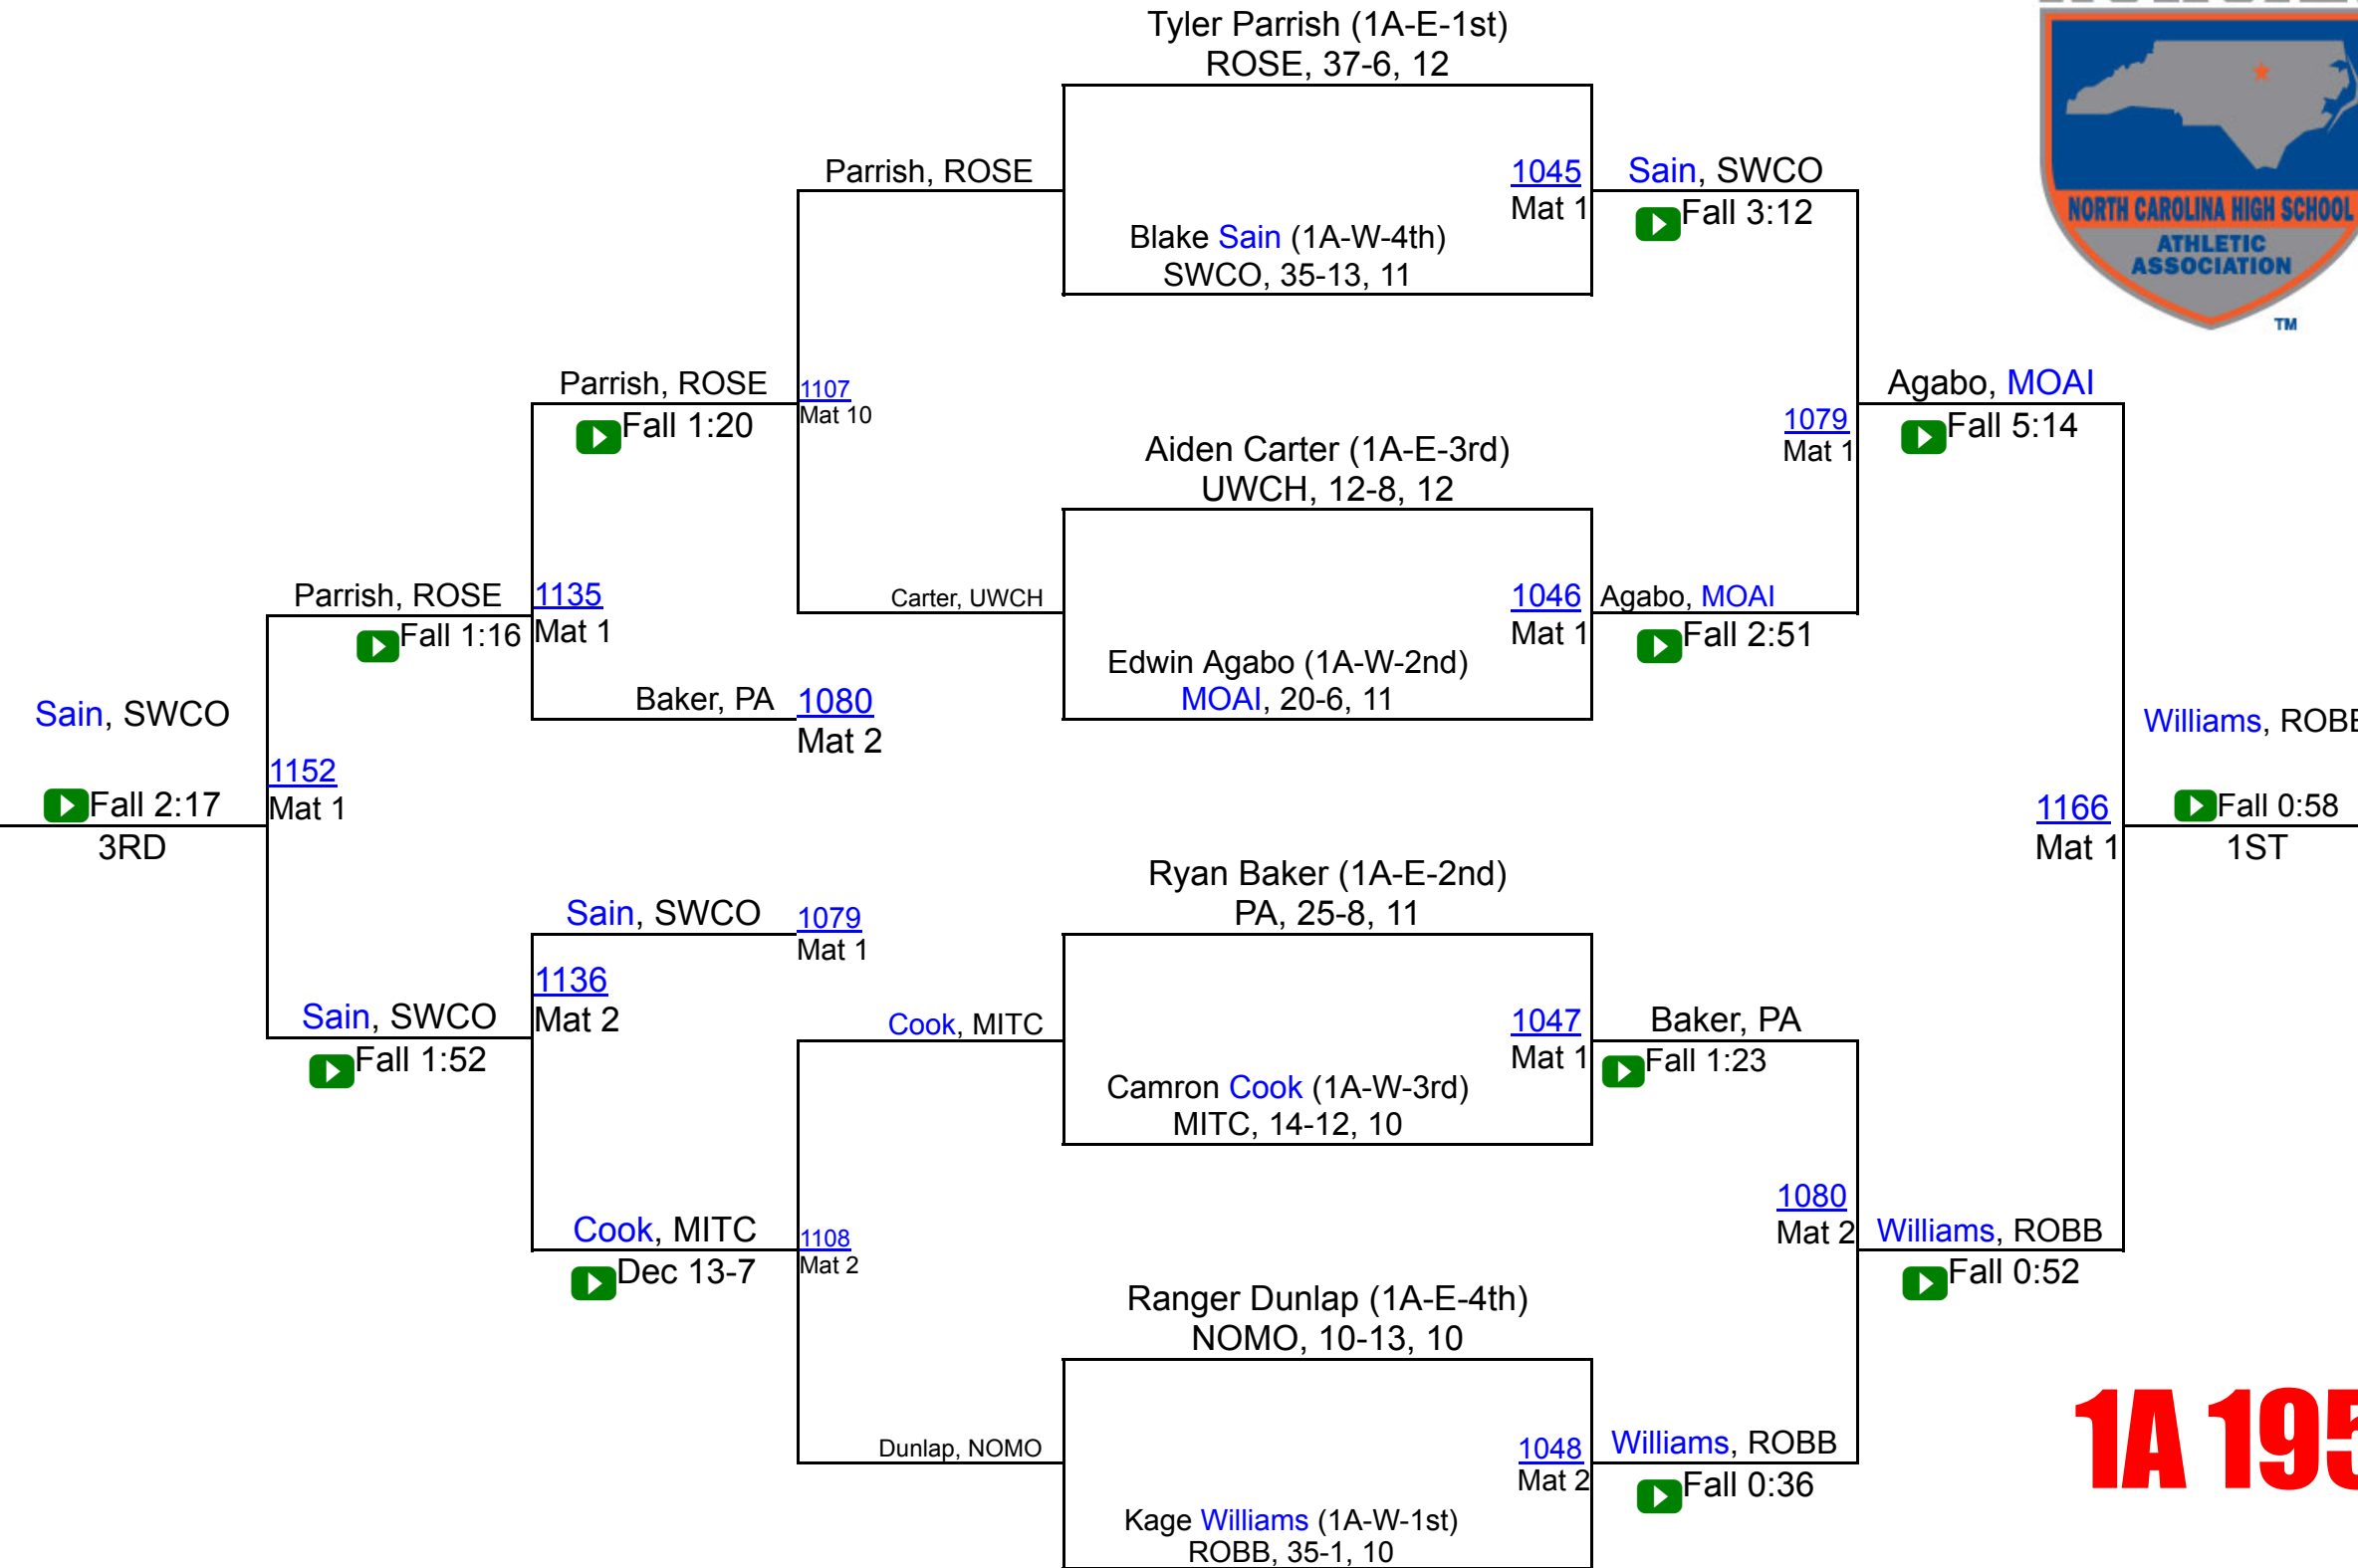 Tyler Parrish (1A-E-1st)
ROSE, 37-6, 12
Parrish, ROSE
1045
Mat 1
Sain, SWCO
Fall 3:12
Blake Sain (1A-W-4th)
SWCO, 35-13, 11
NORTH CAROLINA HIGH SCHOOL
ATHLETIC
ASSOCIATION
TM
Parrish, ROSE
Fall 1:20
1107
Mat 10
Agabo, MOAI
Fall 5:14
1079
Mat 1
Aiden Carter (1A-E-3rd)
UWCH, 12-8, 12
Parrish, ROSE
Fall 1:16
1135
Mat 1
Carter, UWCH
1046
Mat 1
Agabo, MOAI
Fall 2:51
Edwin Agabo (1A-W-2nd)
MOAI, 20-6, 11
Baker, PA
1080
Mat 2
Sain, SWCO
Fall 2:17
3RD
1152
Mat 1
Williams, ROBB
Fall 0:58
1ST
1166
Mat 1
Ryan Baker (1A-E-2nd)
PA, 25-8, 11
Sain, SWCO
1079
Mat 1
1136
Mat 2
Sain, SWCO
Fall 1:52
Cook, MITC
1047
Mat 1
Baker, PA
Fall 1:23
Camron Cook (1A-W-3rd)
MITC, 14-12, 10
1080
Mat 2
Cook, MITC
Dec 13-7
1108
Mat 2
Williams, ROBB
Fall 0:52
Ranger Dunlap (1A-E-4th)
NOMO, 10-13, 10
Dunlap, NOMO
1048
Mat 2
Williams, ROBB
Fall 0:36
Kage Williams (1A-W-1st)
ROBB, 35-1, 10
1A 195